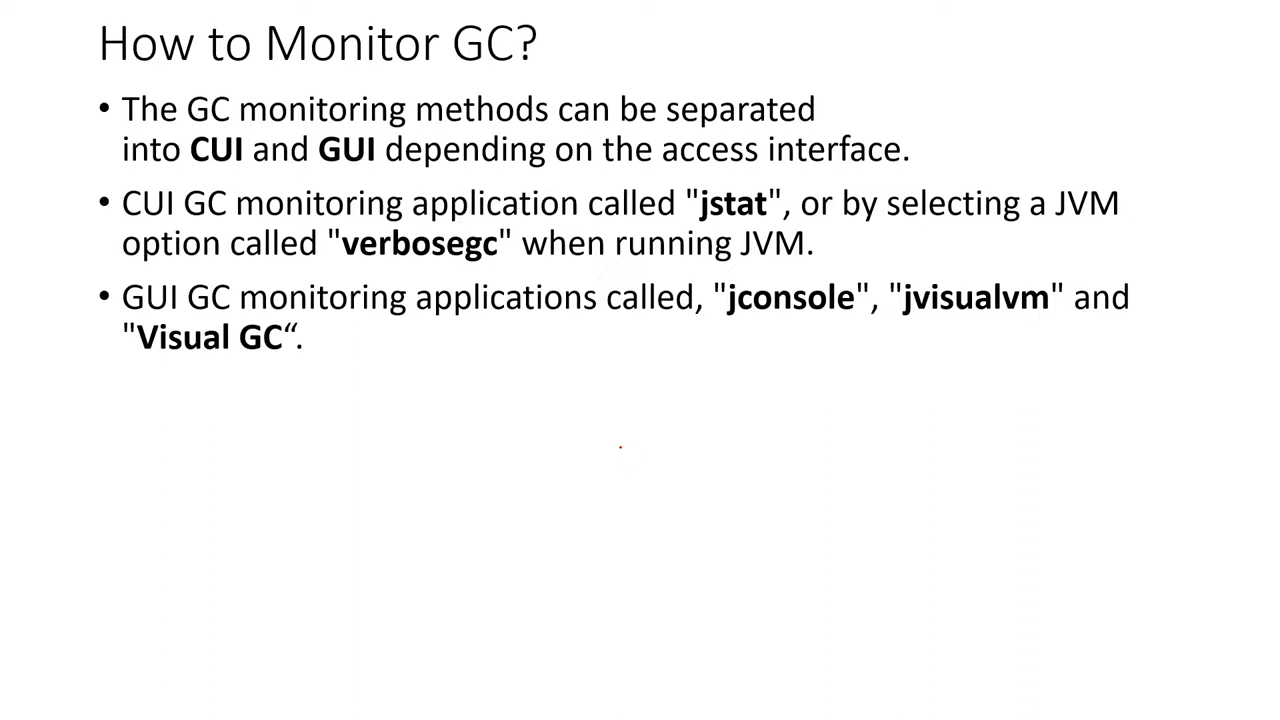 How to Monitor GC?
• The GC monitoring methods can be separated
into CUI and GUI depending on the access interface.
• CUI GC monitoring application called "jstat", or by selecting a JVM
option called "verbosegc" when running JVM.
• GUI GC monitoring applications called, "jconsole", "jvisualvm" and
"Visual GC“.